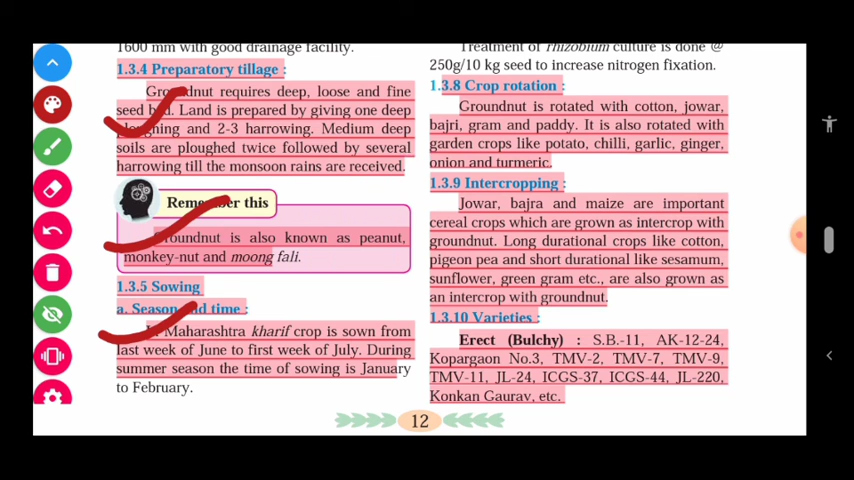 1600 mm with good drainage facility.
1.3.4 Preparatory tillage :
Groundnut requires deep, loose and fine
seed bed. Land is prepared by giving one deep
ploughing and 2-3 harrowing. Medium deep
soils are ploughed twice followed by several
harrowing till the monsoon rains are received.
Remember this
Groundnut is also known as peanut,
monkey-nut and moong fali.
1.3.5 Sowing
a. Season and time :
In Maharashtra kharif crop is sown from
last week of June to first week of July. During
summer season the time of sowing is January
to February.
Treatment of rhizobium culture is done @
250g/10 kg seed to increase nitrogen fixation.
1.3.8 Crop rotation :
Groundnut is rotated with cotton, jowar,
bajri, gram and paddy. It is also rotated with
garden crops like potato, chilli, garlic, ginger,
onion and turmeric.
1.3.9 Intercropping :
Jowar, bajra and maize are important
cereal crops which are grown as intercrop with
groundnut. Long durational crops like cotton,
pigeon pea and short durational like sesamum,
sunflower, green gram etc., are also grown as
an intercrop with groundnut.
1.3.10 Varieties :
Erect (Bulchy) : S.B.-11, AK-12-24,
Kopargaon No.3, TMV-2, TMV-7, TMV-9,
TMV-11, JL-24, ICGS-37, ICGS-44, JL-220,
Konkan Gaurav, etc.
12